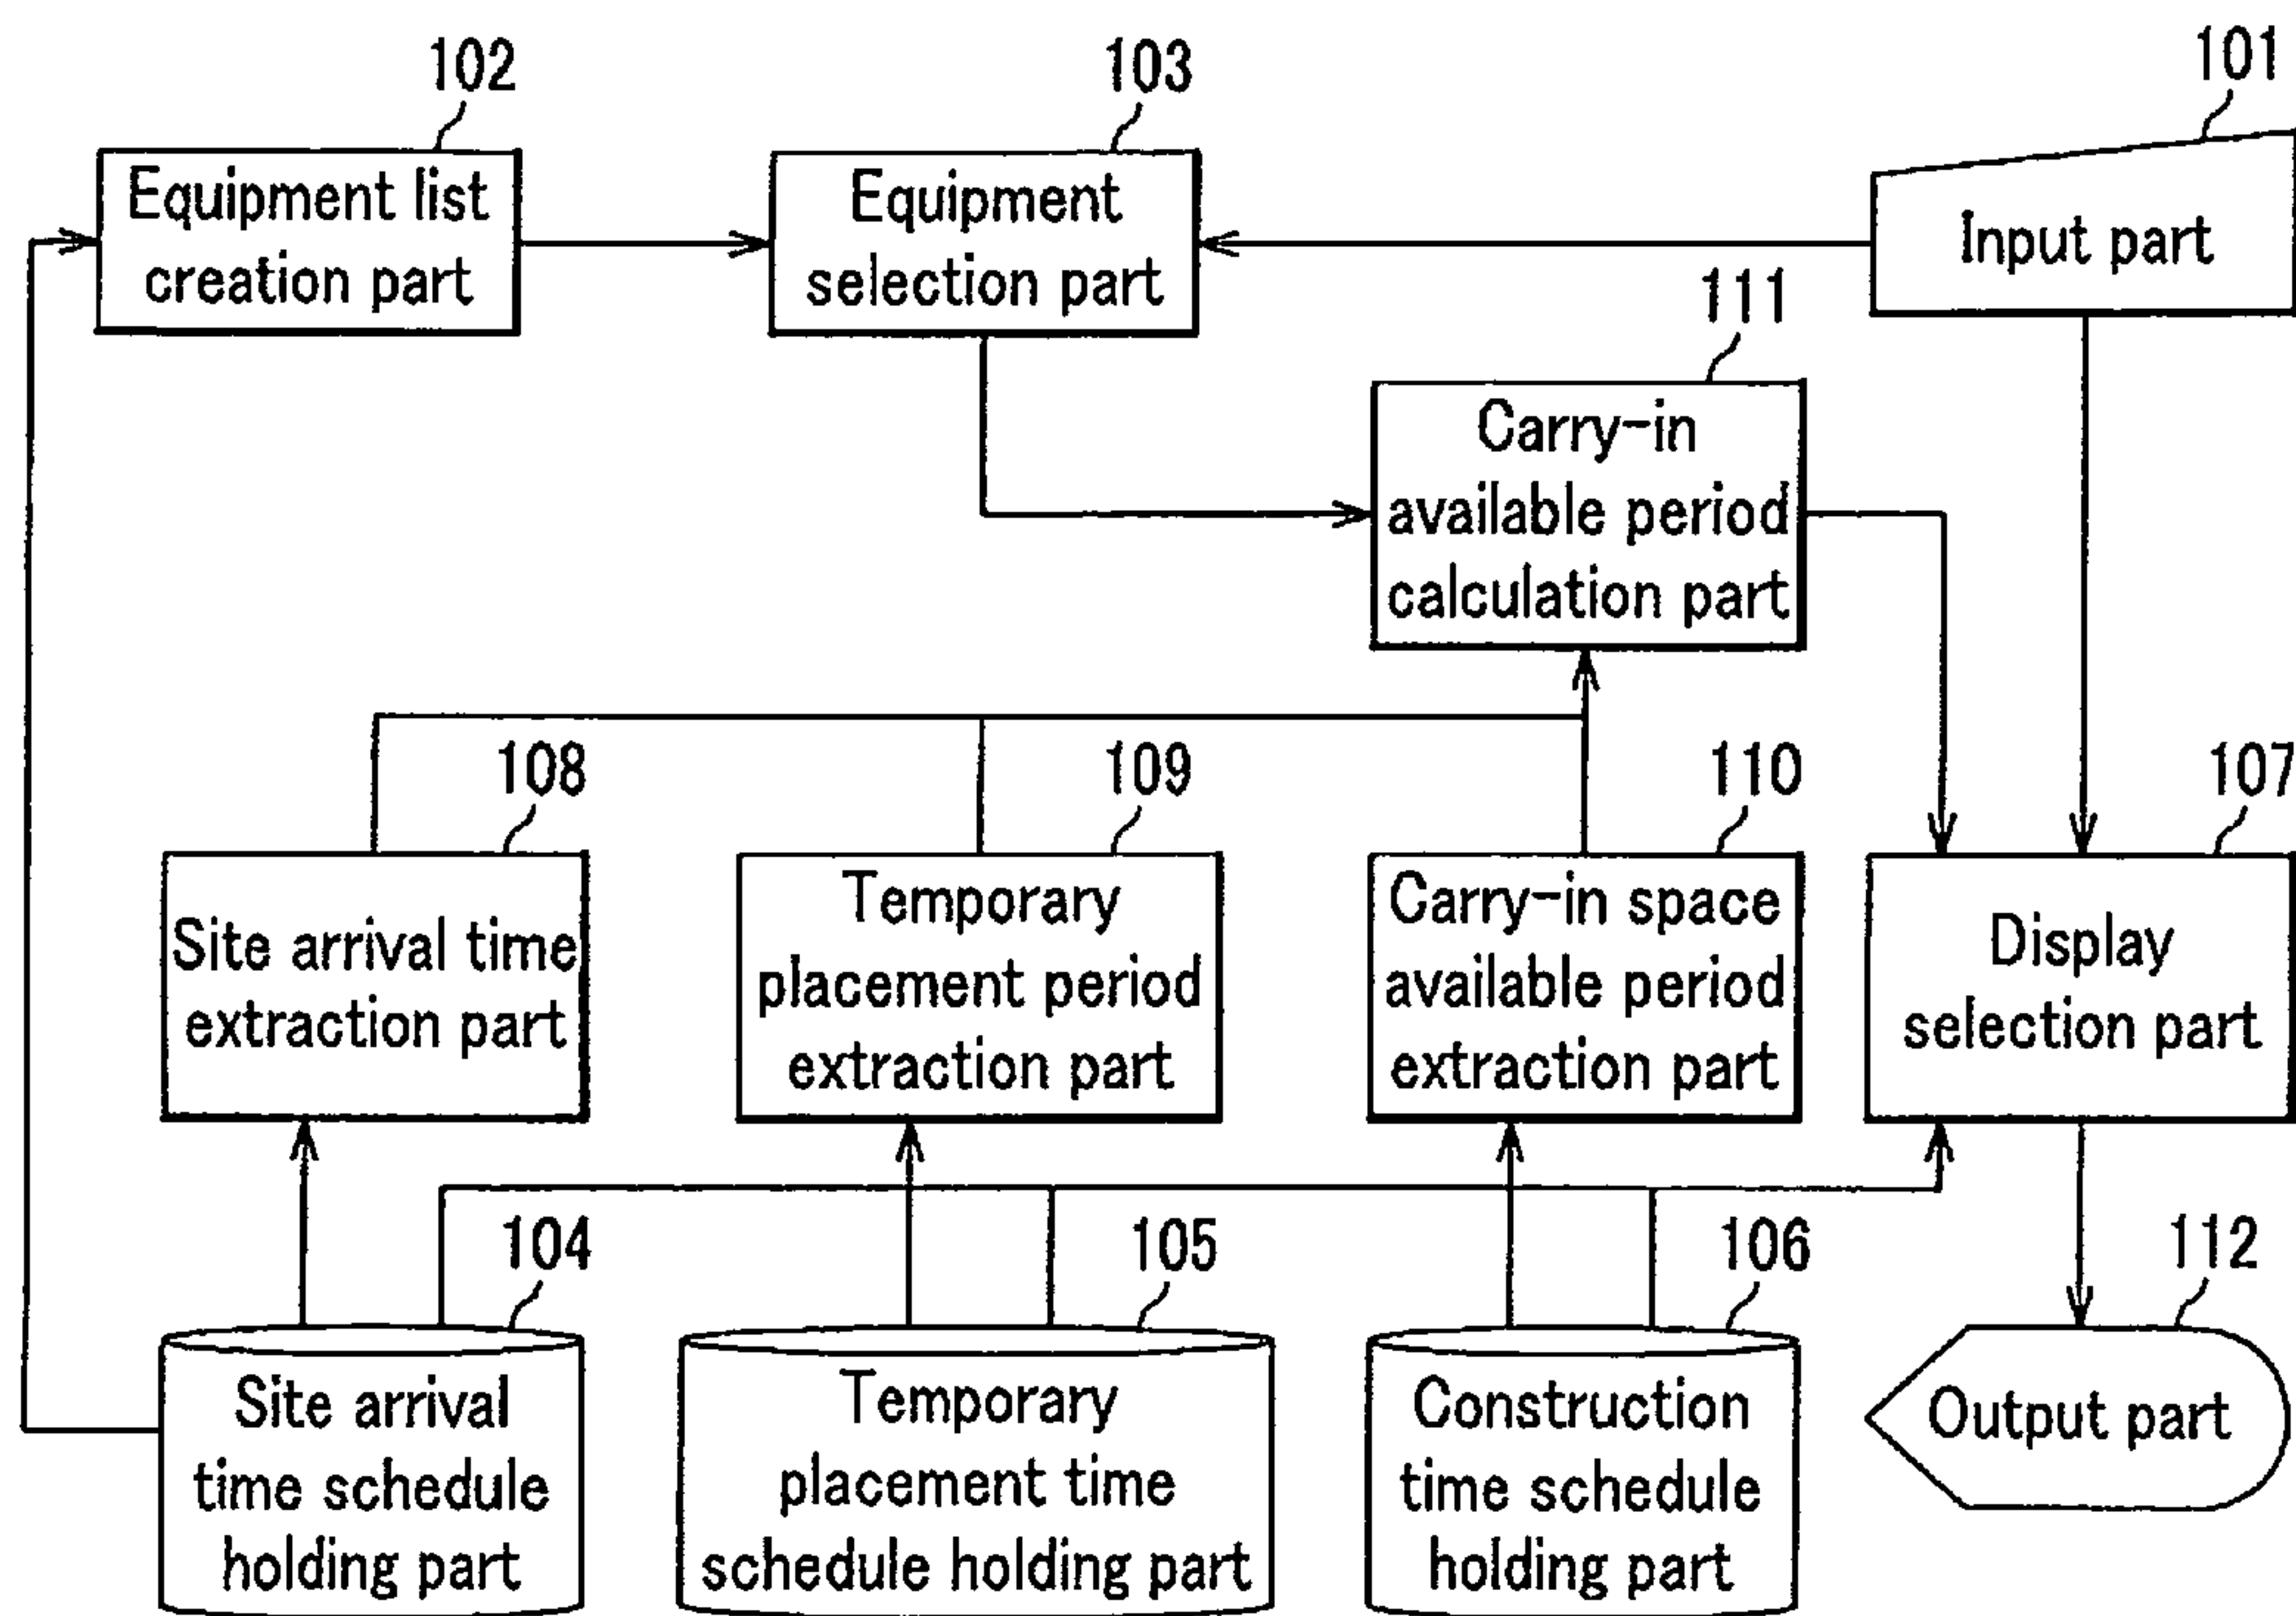 102
103
101
Equipment list
creation part
Equipment
selection part
Input part
111
Carry-in
available period
calculation part
108
109
110
107
Site arrival time
extraction part
Temporary
placement period
extraction part
Carry-in space
available period
extraction part
Display
selection part
104
105
106
112
Site arrival
time schedule
holding part
Temporary
placement time
schedule holding part
Construction
time schedule
holding part
Output part